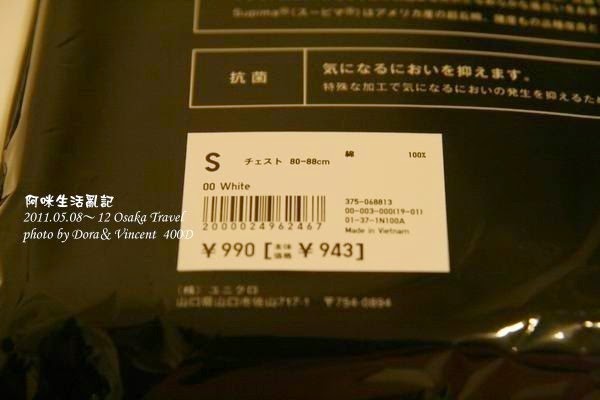 Supima®(スーピマ®)はアメリカ産の超長綿。
抗菌
気になるにおいを抑えます。
特殊な加工で気になるにおいの発生を抑えるため
S チェスト 80-88cm 綿 100%
00 White
2000024962467
375-068813
00-003-000(19-01)
01-37-1N100A
Made in Vietnam
¥990 [本体価格 ¥943]
(株)ユニクロ
山口県山口市佐山717-1 〒754-0894
阿咪生活亂記
2011.05.08~ 12 Osaka Travel
photo by Dora& Vincent 400D